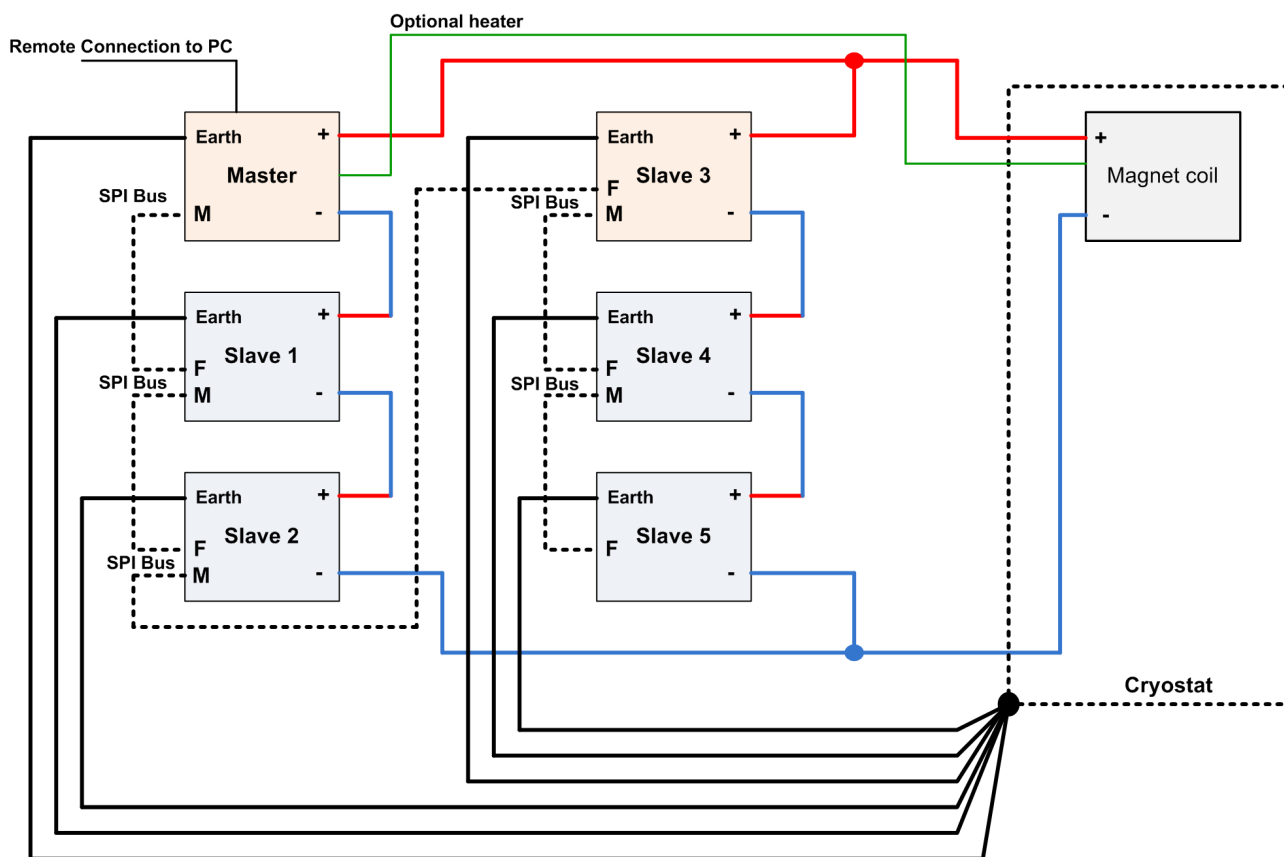 Optional heater
Remote Connection to PC
Earth
+
Master
SPI Bus
M
-
Earth
+
Slave 3
F
SPI Bus
M
-
+
Magnet coil
-
Earth
+
Slave 1
F
SPI Bus
M
-
Earth
+
Slave 4
F
SPI Bus
M
-
Earth
+
Slave 2
F
SPI Bus
M
-
Earth
+
Slave 5
F
-
Cryostat